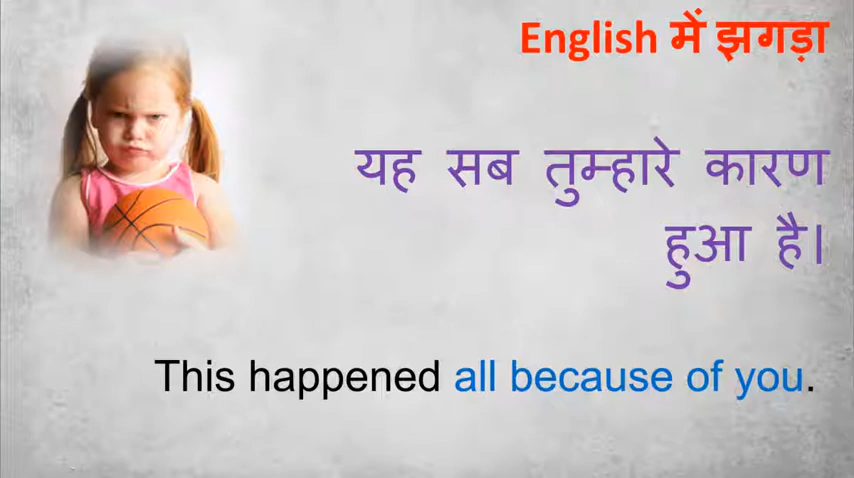 English में झगड़ा
यह सब तुम्हारे कारण
हुआ है।
This happened all because of you.